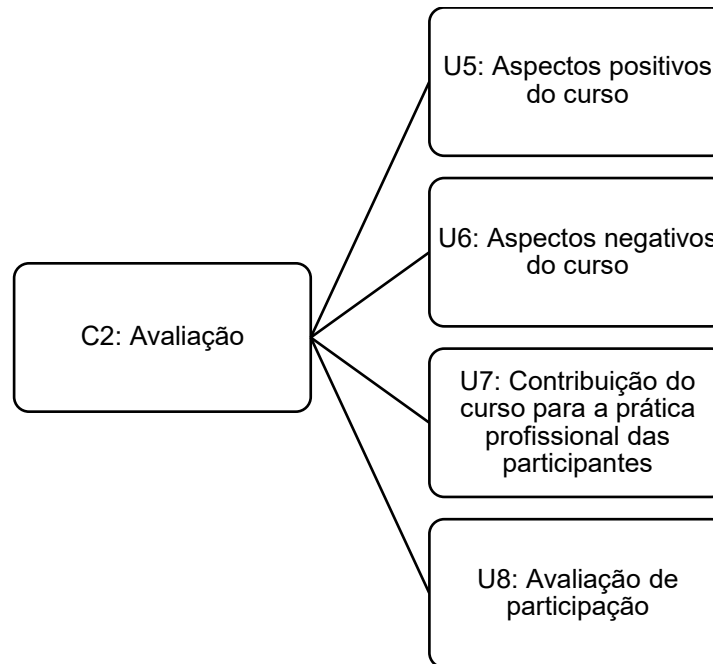 U5: Aspectos positivos
do curso
U6: Aspectos negativos
do curso
C2: Avaliação
U7: Contribuição do
curso para a prática
profissional das
participantes
U8: Avaliação de
participação